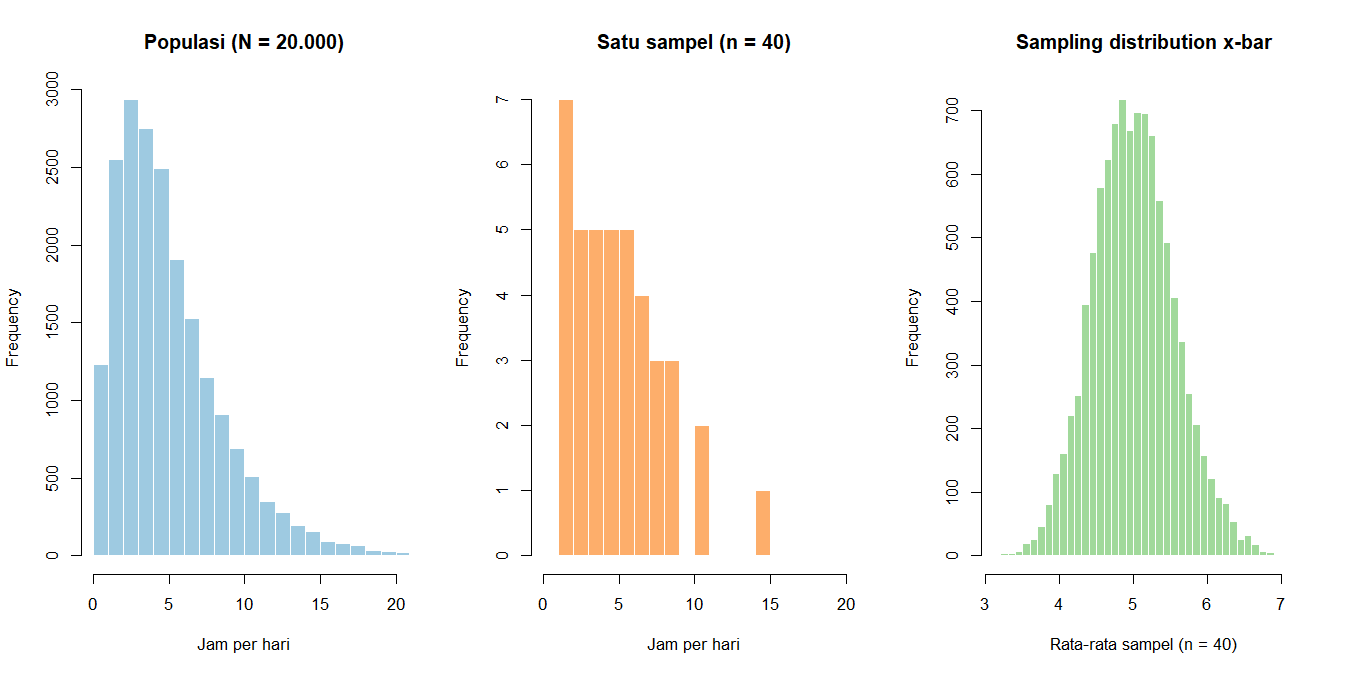 Populasi (N = 20.000)
Frequency
3000
2500
2000
1500
1000
500
0
0 5 10 15 20
Jam per hari
Satu sampel (n = 40)
Frequency
7
6
5
4
3
2
1
0
0 5 10 15 20
Jam per hari
Sampling distribution x-bar
Frequency
700
600
500
400
300
200
100
0
3 4 5 6 7
Rata-rata sampel (n = 40)